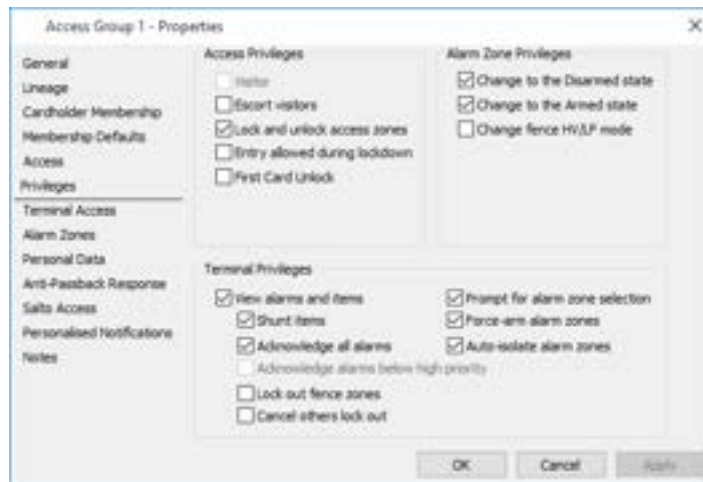 Access Group 1 - Properties
General
Lineage
Cardholder Membership
Membership Defaults
Access
Privileges
Terminal Access
Alarm Zones
Personal Data
Anti-Passback Response
Salto Access
Personalised Notifications
Notes
Access Privileges
Visitor
Escort visitors
Lock and unlock access zones
Entry allowed during lockdown
First Card Unlock
Alarm Zone Privileges
Change to the Disarmed state
Change to the Armed state
Change fence HV/LF mode
Terminal Privileges
View alarms and items
Shunt items
Acknowledge all alarms
Acknowledge alarms below high priority
Lock out fence zones
Cancel others lock out
Prompt for alarm zone selection
Force-arm alarm zones
Auto-isolate alarm zones
OK
Cancel
Apply